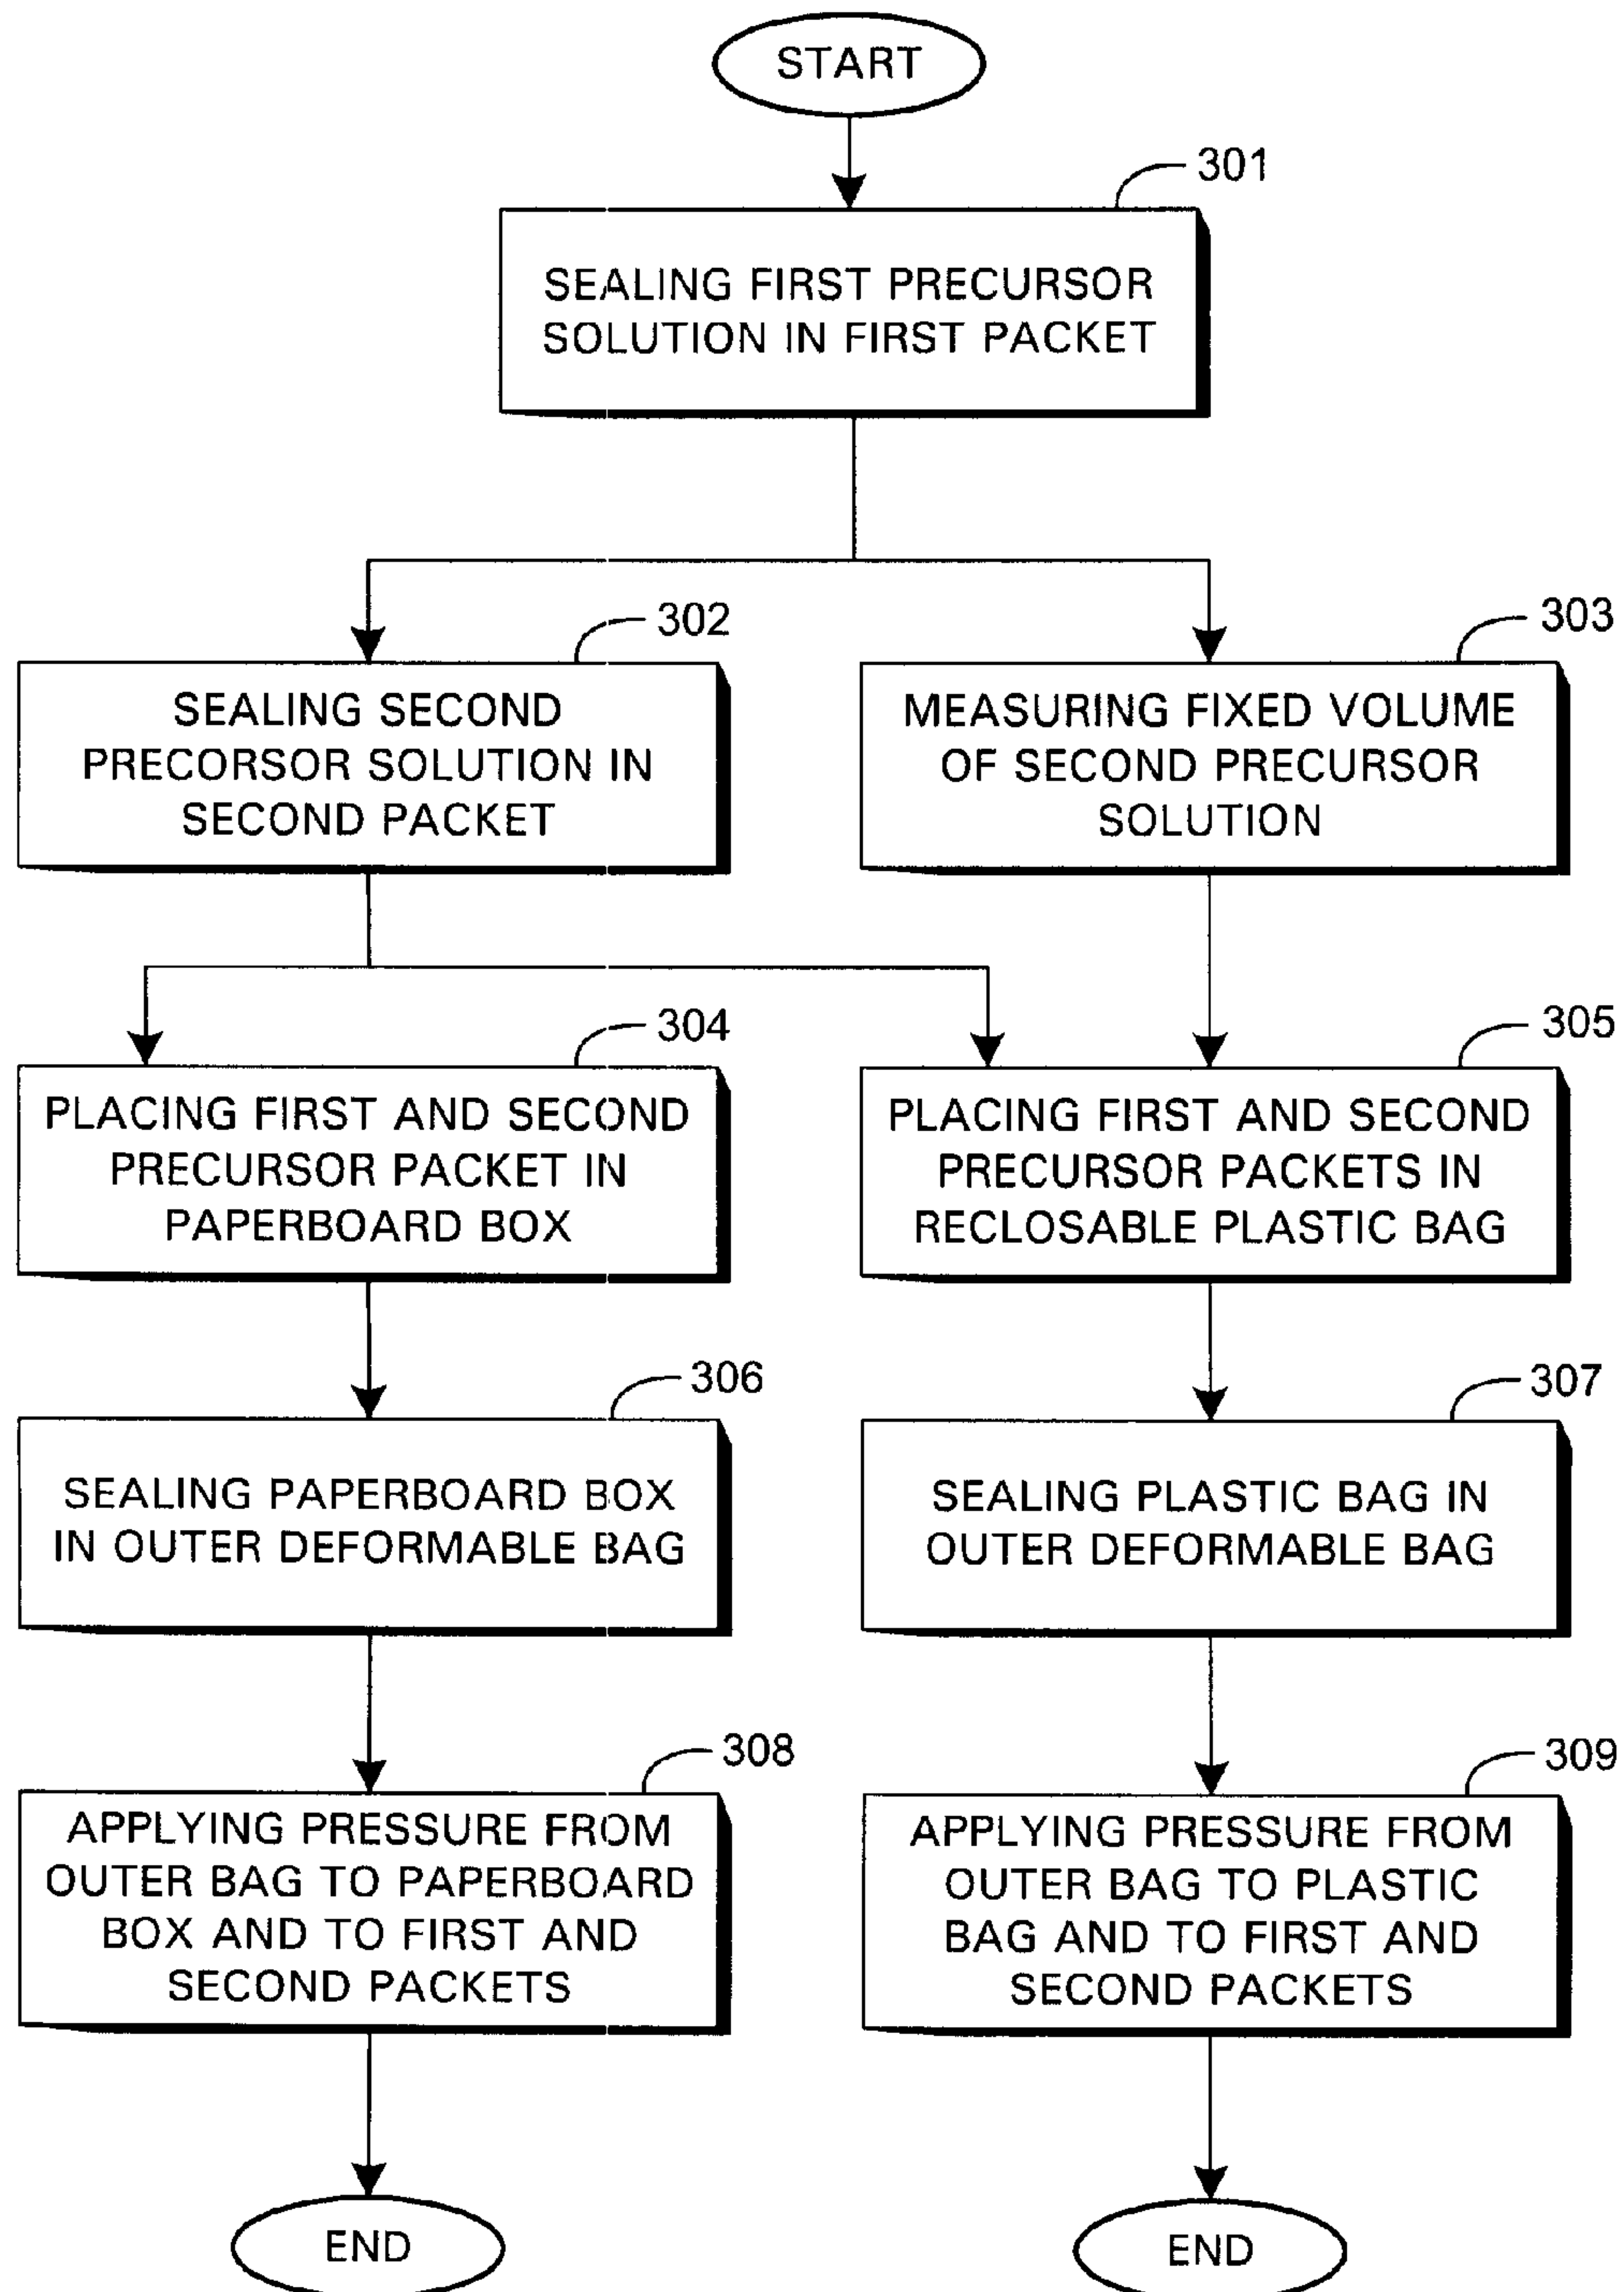 START
301
SEALING FIRST PRECURSOR
SOLUTION IN FIRST PACKET
302
SEALING SECOND
PRECORSOR SOLUTION IN
SECOND PACKET
303
MEASURING FIXED VOLUME
OF SECOND PRECURSOR
SOLUTION
304
PLACING FIRST AND SECOND
PRECURSOR PACKET IN
PAPERBOARD BOX
305
PLACING FIRST AND SECOND
PRECURSOR PACKETS IN
RECLOSABLE PLASTIC BAG
306
SEALING PAPERBOARD BOX
IN OUTER DEFORMABLE BAG
307
SEALING PLASTIC BAG IN
OUTER DEFORMABLE BAG
308
APPLYING PRESSURE FROM
OUTER BAG TO PAPERBOARD
BOX AND TO FIRST AND
SECOND PACKETS
309
APPLYING PRESSURE FROM
OUTER BAG TO PLASTIC
BAG AND TO FIRST AND
SECOND PACKETS
END
END